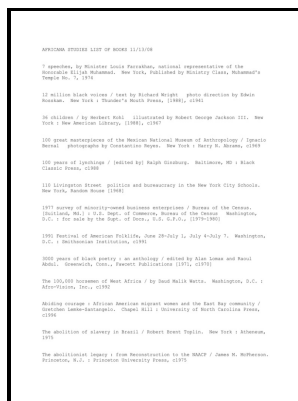 AFRICANA STUDIES LIST OF BOOKS 11/13/08
7 speeches, by Minister Louis Farrakhan, national representative of the
Honorable Elijah Muhammad. New York, Published by Ministry Class, Muhammad's
Temple No. 7, 1974
12 million black voices / text by Richard Wright photo direction by Edwin
Rosskam. New York : Thunder's Mouth Press, [1988], c1941
36 children / by Herbert Kohl illustrated by Robert George Jackson III. New
York : New American Library, [1988], c1967
100 great masterpieces of the Mexican National Museum of Anthropology / Ignacio
Bernal photographs by Constantino Reyes. New York : Harry N. Abrams, c1969
100 years of lynchings / [edited by] Ralph Ginzburg. Baltimore, MD : Black
Classic Press, c1988
110 Livingston Street politics and bureaucracy in the New York City Schools.
New York, Random House [1968]
1977 survey of minority-owned business enterprises / Bureau of the Census.
[Suitland, Md.] : U.S. Dept. of Commerce, Bureau of the Census Washington,
D.C. : for sale by the Supt. of Docs., U.S. G.P.O., [1979-1980]
1991 Festival of American Folklife, June 28-July 1, July 4-July 7. Washington,
D.C. : Smithsonian Institution, c1991
3000 years of black poetry : an anthology / edited by Alan Lomax and Raoul
Abdul. Greenwich, Conn., Fawcett Publications [1971, c1970]
The 100,000 horsemen of West Africa / by Daud Malik Watts. Washington, D.C. :
Afro-Vision, Inc., c1992
Abiding courage : African American migrant women and the East Bay community /
Gretchen Lemke-Santangelo. Chapel Hill : University of North Carolina Press,
c1996
The abolition of slavery in Brazil / Robert Brent Toplin. New York : Atheneum,
1975
The abolitionist legacy : from Reconstruction to the NAACP / James M. McPherson.
Princeton, N.J. : Princeton University Press, c1975